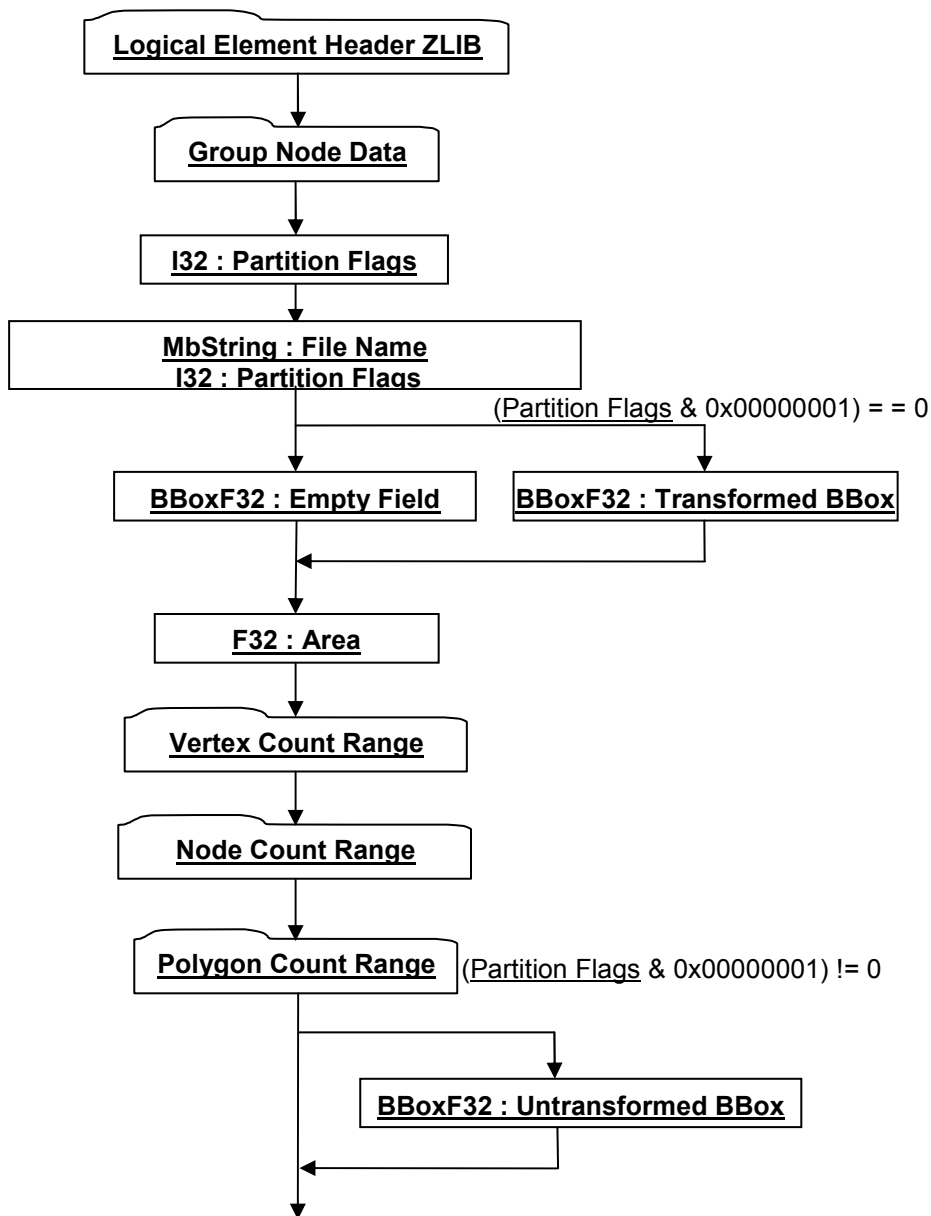 Logical Element Header ZLIB
Group Node Data
I32 : Partition Flags
MbString : File Name
I32 : Partition Flags
(Partition Flags & 0x00000001) = = 0
BBoxF32 : Empty Field
BBoxF32 : Transformed BBox
F32 : Area
Vertex Count Range
Node Count Range
Polygon Count Range
(Partition Flags & 0x00000001) != 0
BBoxF32 : Untransformed BBox